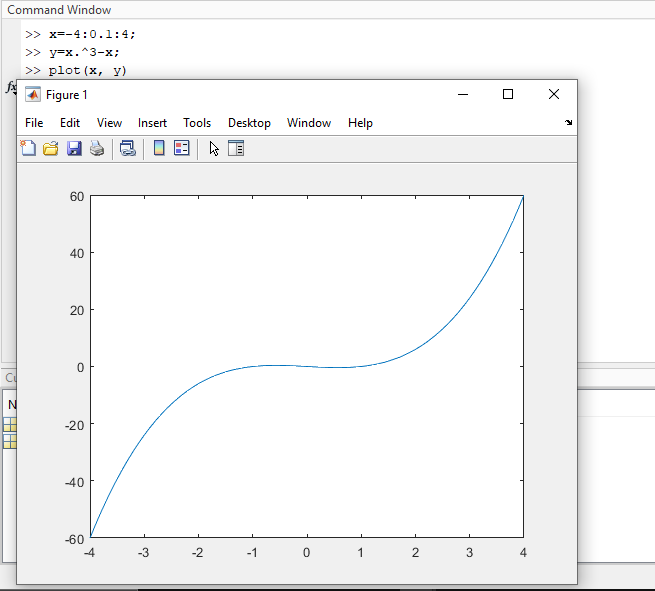 Command Window
>> x=-4:0.1:4;
>> y=x.^3-x;
>> plot(x, y)
fx
Figure 1
File Edit View Insert Tools Desktop Window Help
60
40
20
0
-20
-40
-60
-4 -3 -2 -1 0 1 2 3 4
N